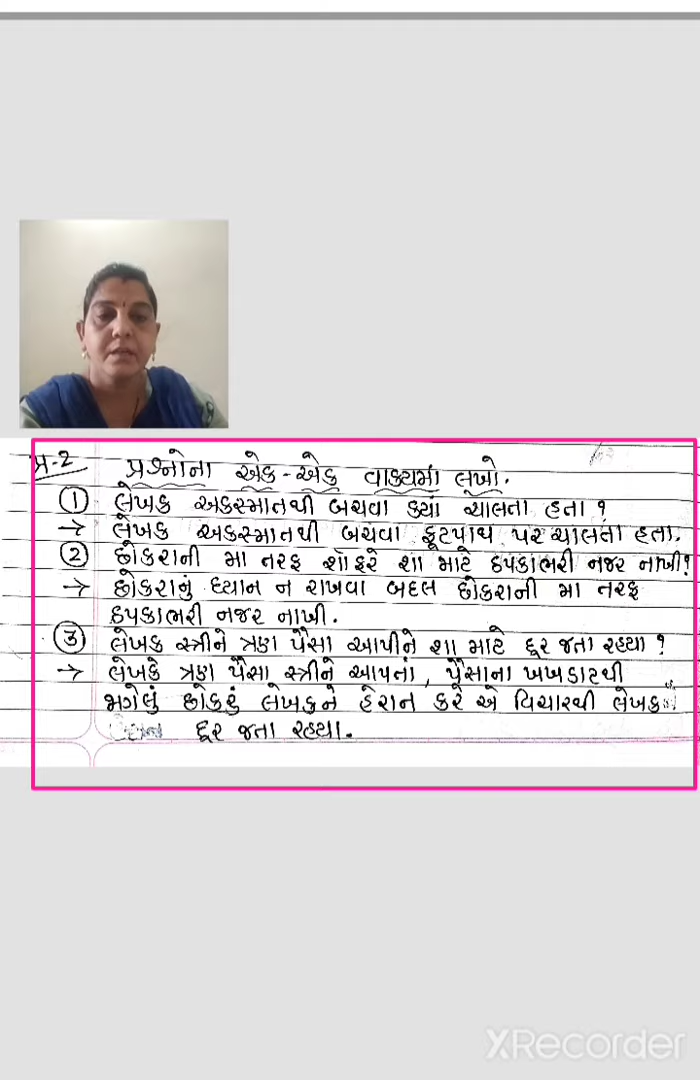 પ્ર-2 પ્રશ્નોના એક-એક વાક્યમાં લખો.
① લેખક અકસ્માતથી બચવા ક્યાં ચાલતા હતા ?
→ લેખક અકસ્માતથી બચવા ફૂટપાથ પર ચાલતા હતા.
② છોકરાની મા તરફ શૉફરે શા માટે ઠપકાભરી નજર નાખી?
→ છોકરાનું ધ્યાન ન રાખવા બદલ છોકરાની મા તરફ
ઠપકાભરી નજર નાખી.
③ લેખક સ્ત્રીને ત્રણ પૈસા આપીને શા માટે દૂર જતા રહ્યા ?
→ લેખકે ત્રણ પૈસા સ્ત્રીને આપતાં, પૈસાના ખખડાટથી
ભગેલું છોકરું લેખકને હેરાન કરે એ વિચારથી લેખક
દૂર જતા રહ્યા.
XRecorder